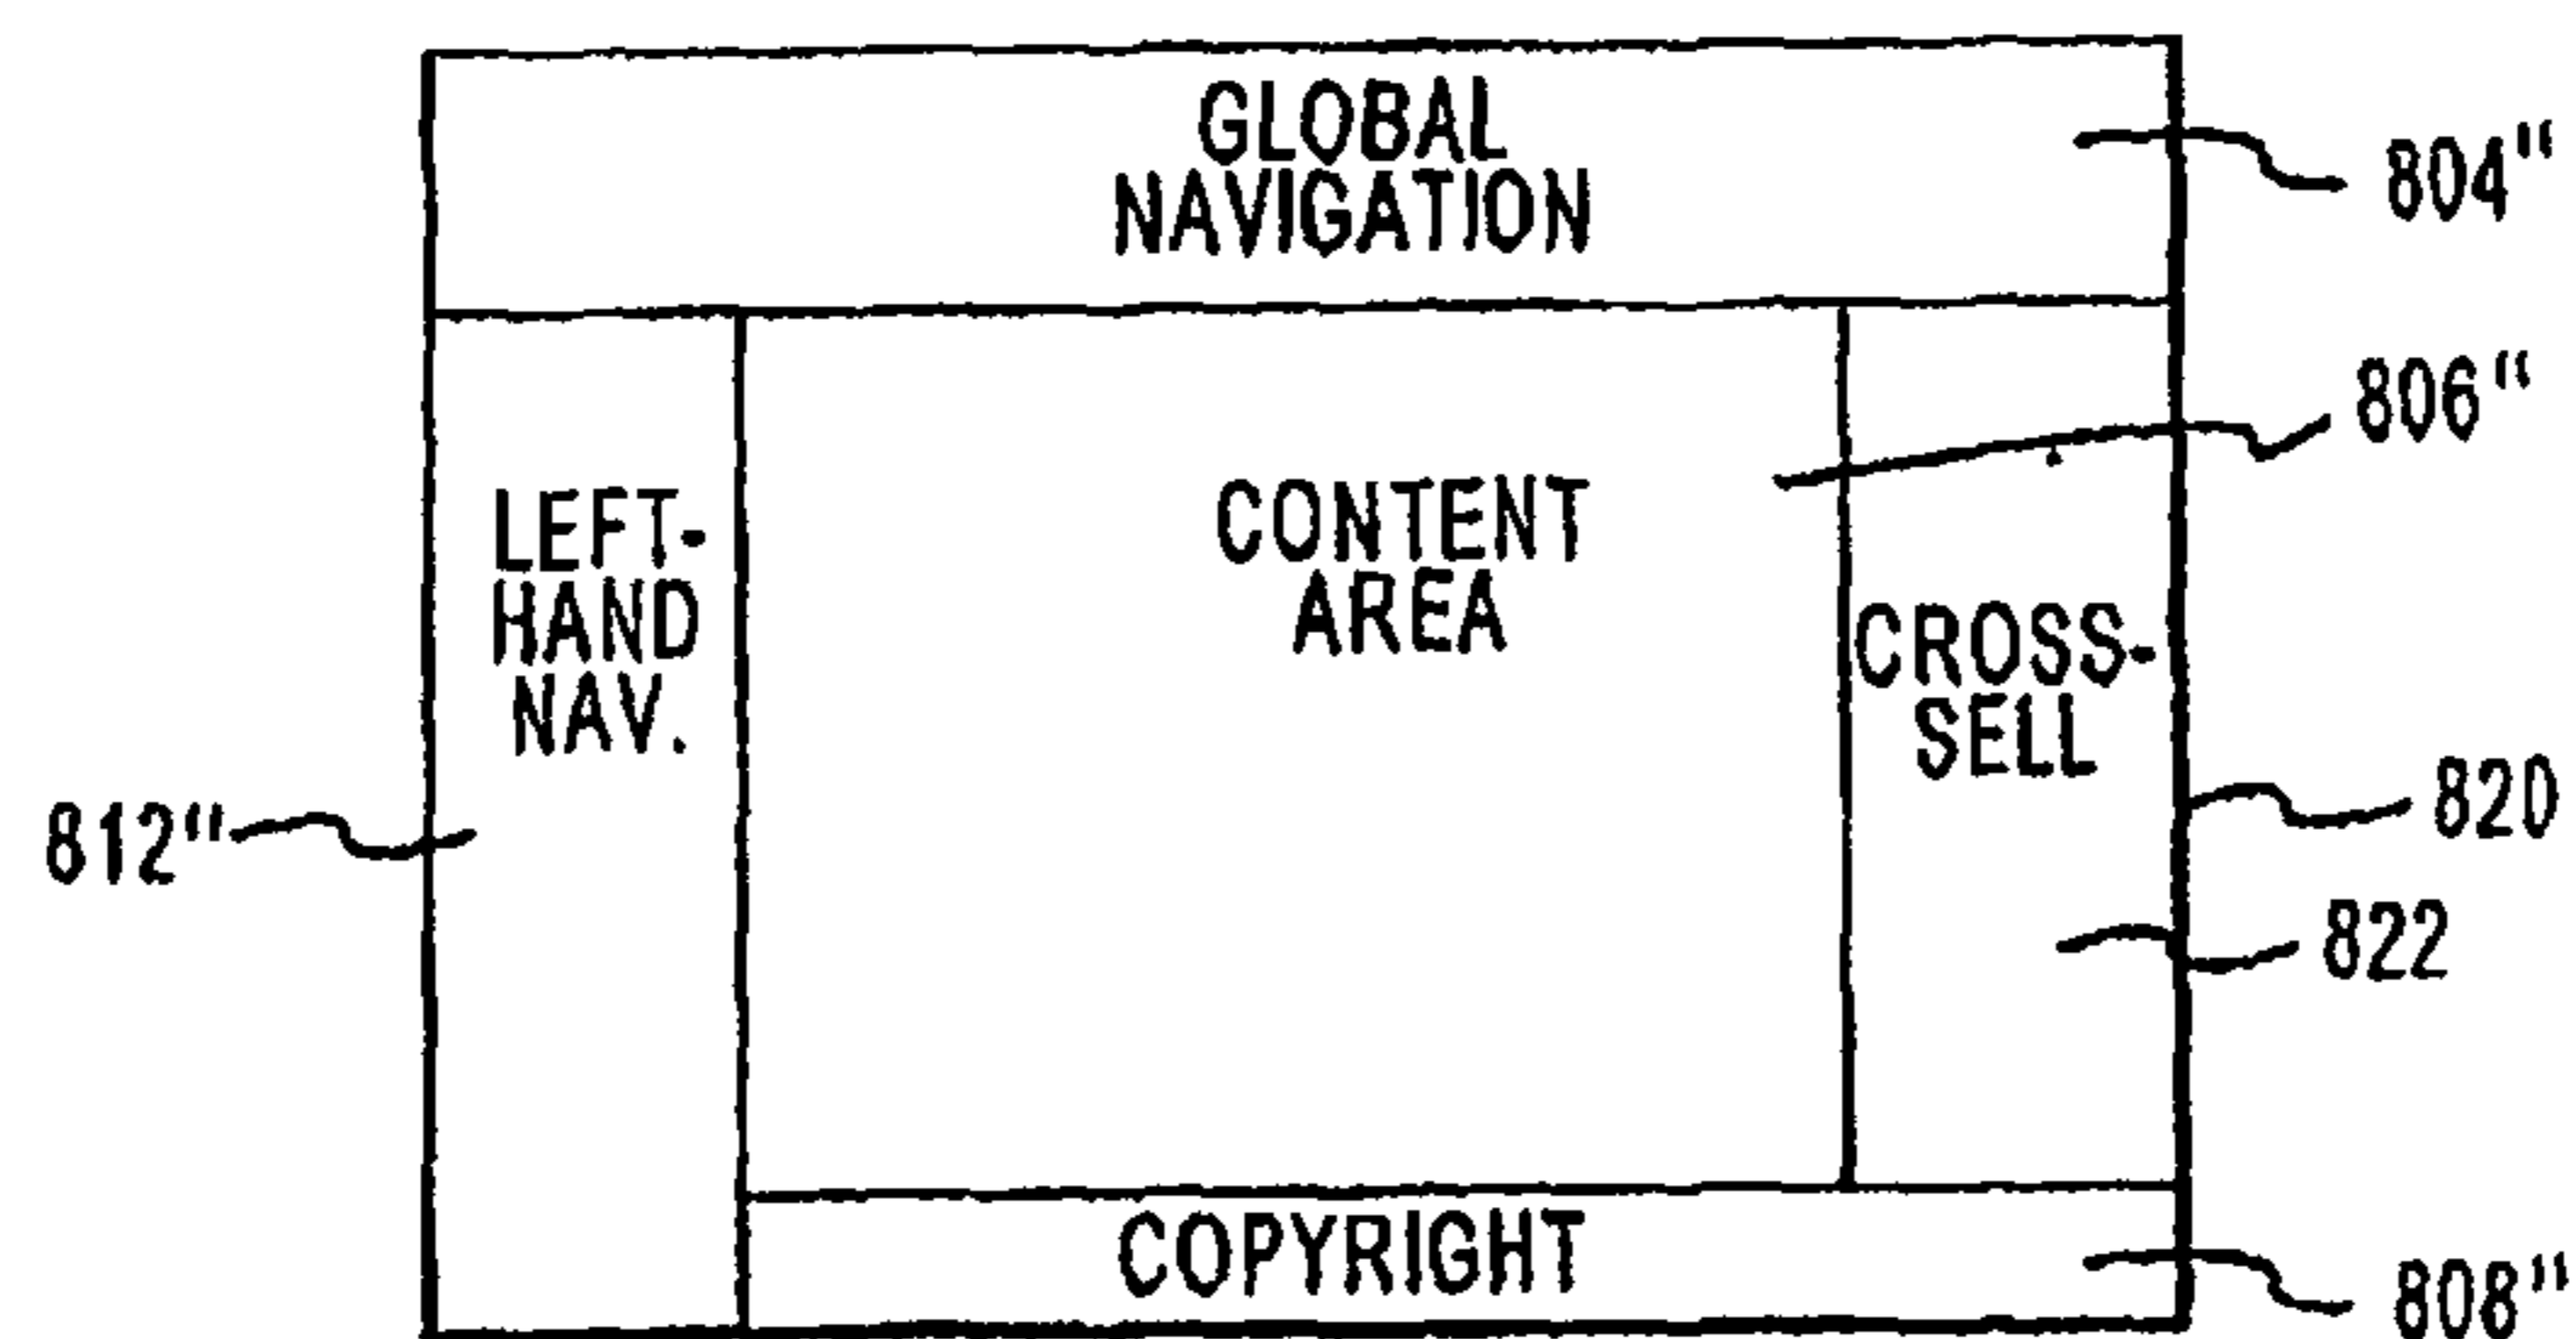 GLOBAL
NAVIGATION
804"
806"
LEFT-
HAND
NAV.
CONTENT
AREA
CROSS-
SELL
812"
820
822
COPYRIGHT
808"